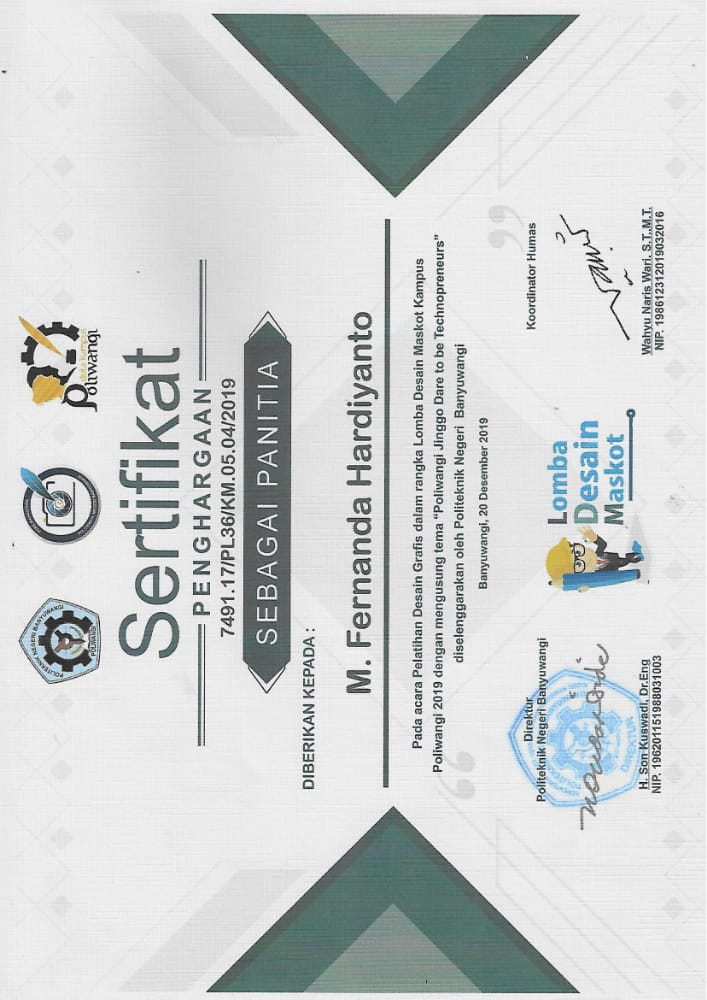 POLITEKNIK NEGERI BANYUWANGI
POLIWANGI
duta Kampus
Poliwangi
Sertifikat
PENGHARGAAN
7491.17/PL36/KM.05.04/2019
SEBAGAI PANITIA
DIBERIKAN KEPADA :
M. Fernanda Hardiyanto
Pada acara Pelatihan Desain Grafis dalam rangka Lomba Desain Maskot Kampus
Poliwangi 2019 dengan mengusung tema “Poliwangi Jinggo Dare to be Technopreneurs”
diselenggarakan oleh Politeknik Negeri Banyuwangi
Banyuwangi, 20 Desember 2019
Direktur
Politeknik Negeri Banyuwangi
DIREKTUR
H. Son Kuswadi, Dr.Eng
NIP. 196201151988031003
Lomba
Desain
Maskot
Koordinator Humas
Wahyu Naris Wari, S.T.,M.T.
NIP. 198612312019032016